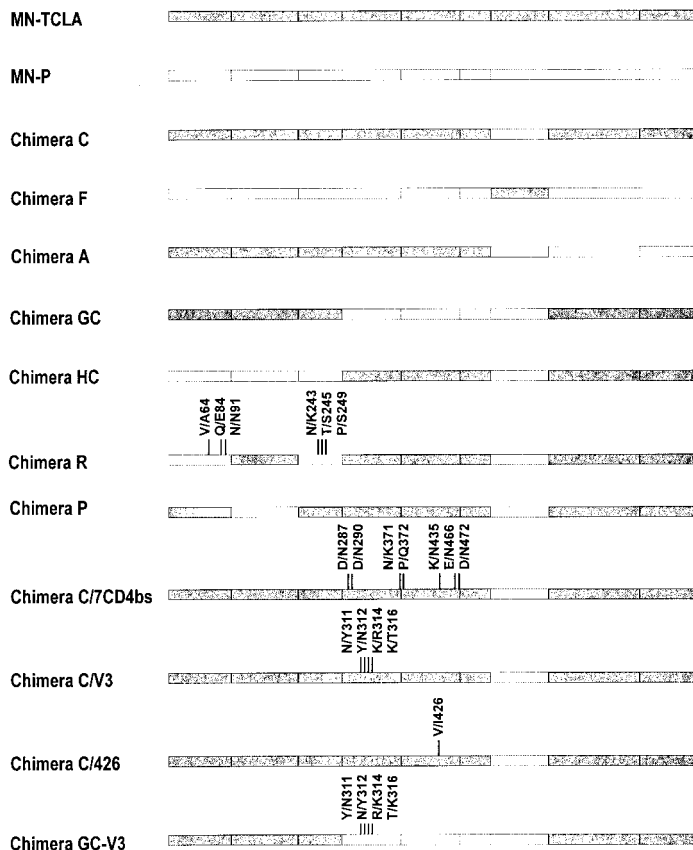 MN-TCLA
MN-P
Chimera C
Chimera F
Chimera A
Chimera GC
Chimera HC
V/A64
Q/E84
N/N91
N/K243
T/S245
P/S249
Chimera R
Chimera P
D/N287
D/N290
N/K371
P/Q372
K/N435
E/N466
D/N472
Chimera C/7CD4bs
N/Y311
Y/N312
K/R314
K/T316
Chimera C/V3
V/I426
Chimera C/426
Y/N311
N/Y312
R/K314
T/K316
Chimera GC-V3